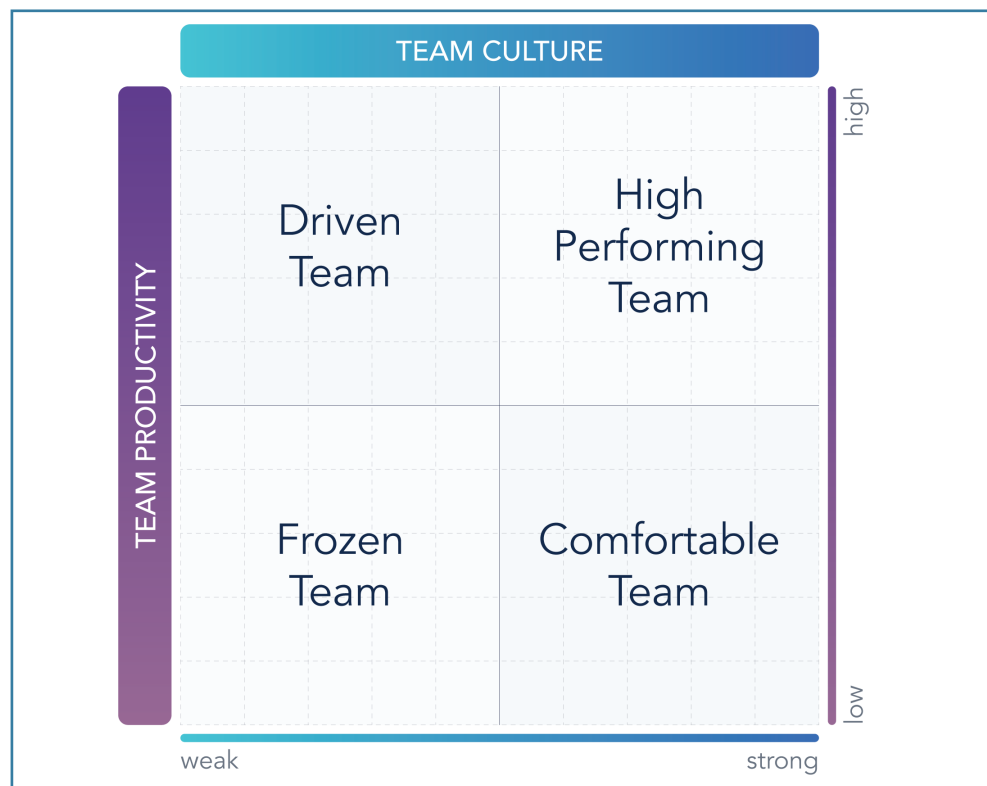 TEAM CULTURE
TEAM PRODUCTIVITY
high
Driven
Team
High
Performing
Team
Frozen
Team
Comfortable
Team
low
weak
strong